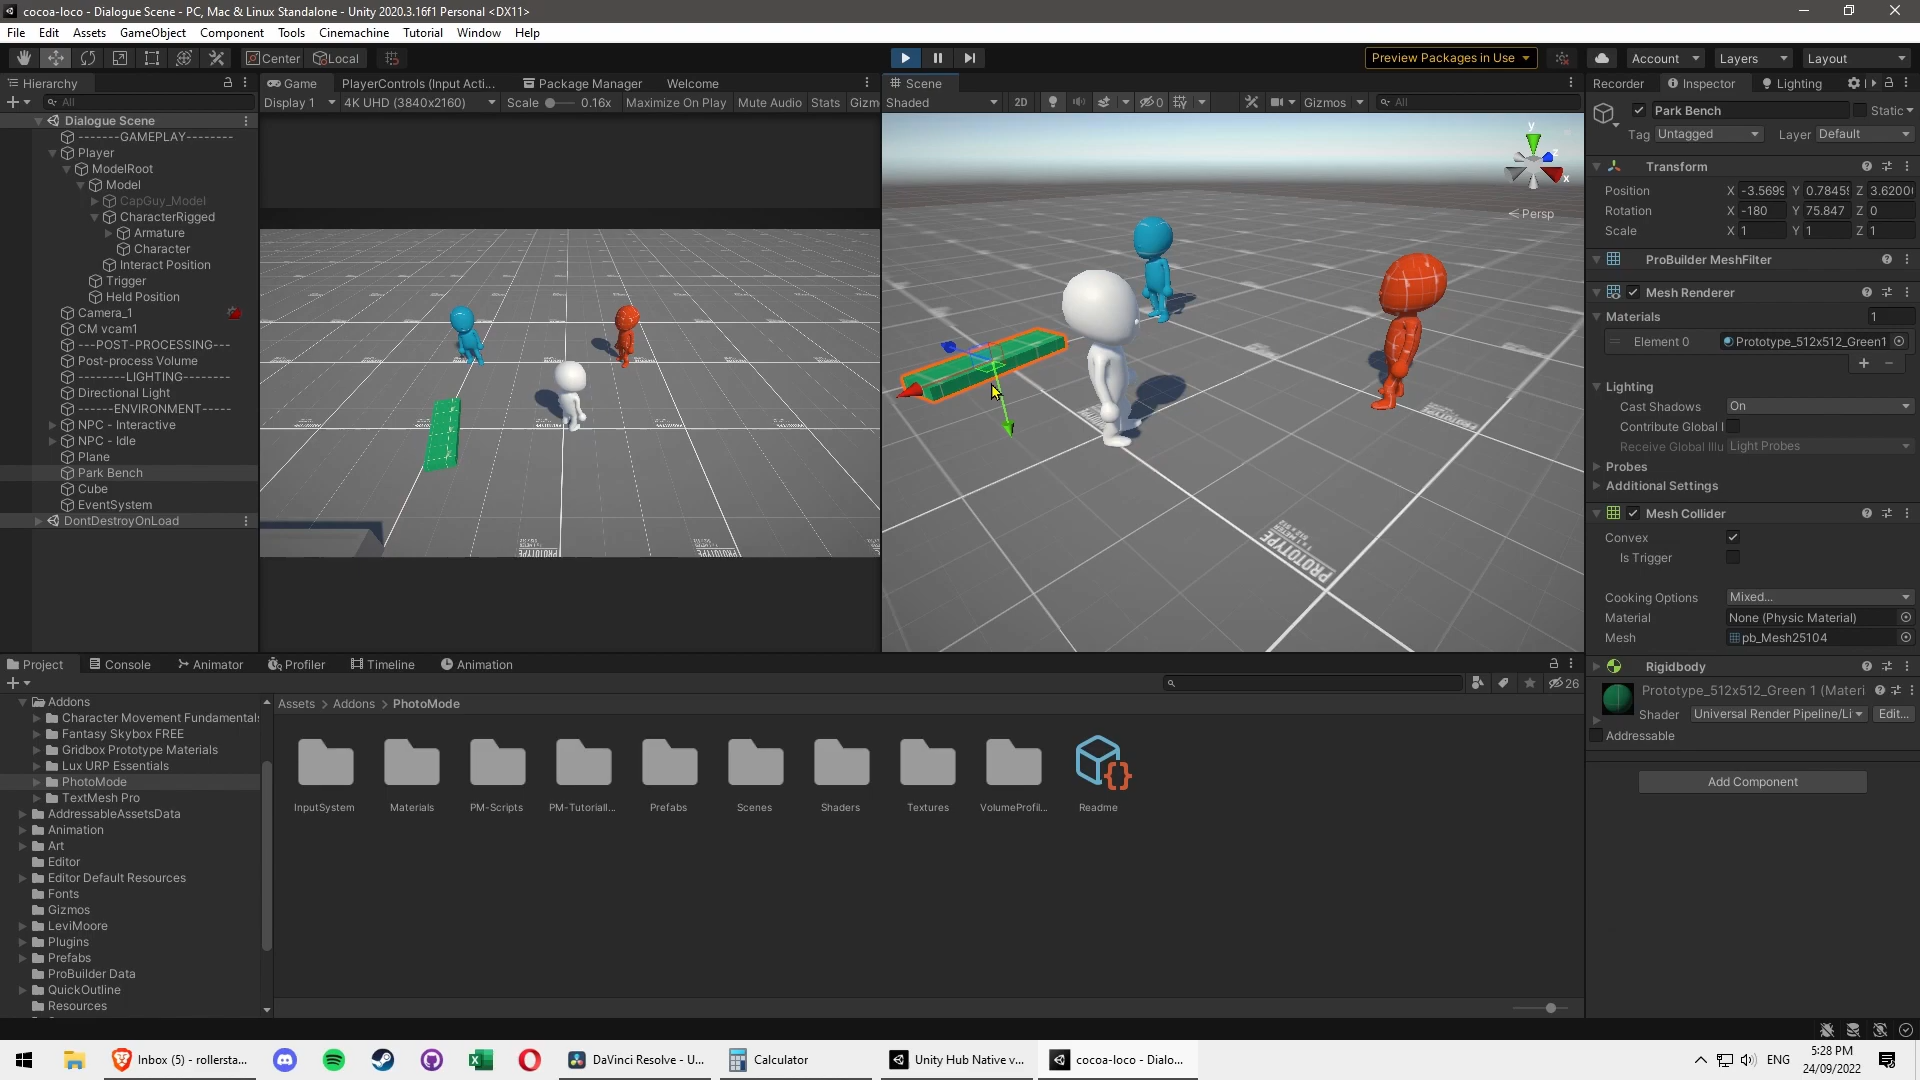 cocoa-loco - Dialogue Scene - PC, Mac & Linux Standalone - Unity 2020.3.16f1 Personal <DX11>
File Edit Assets GameObject Component Tools Cinemachine Tutorial Window Help
Center Local Preview Packages in Use Account Layers Layout
Hierarchy
All
Dialogue Scene
-------GAMEPLAY--------
Player
ModelRoot
Model
CapGuy_Model
CharacterRigged
Armature
Character
Interact Position
Trigger
Held Position
Camera_1
CM vcam1
---POST-PROCESSING---
Post-process Volume
--------LIGHTING--------
Directional Light
------ENVIRONMENT-----
NPC - Interactive
NPC - Idle
Plane
Park Bench
Cube
EventSystem
DontDestroyOnLoad
Game PlayerControls (Input Acti... Package Manager Welcome
Display 1 4K UHD (3840x2160) Scale 0.16x Maximize On Play Mute Audio Stats Gizm
Scene
Shaded 2D 0 Gizmos All
y
z
x
Persp
PROTOTYPE
Recorder Inspector Lighting
Park Bench Static
Tag Untagged Layer Default
Transform
Position X -3.5699 Y 0.78459 Z 3.6200
Rotation X -180 Y 75.847 Z 0
Scale X 1 Y 1 Z 1
ProBuilder MeshFilter
Mesh Renderer
Materials 1
Element 0 Prototype_512x512_Green1
Lighting
Cast Shadows On
Contribute Global I
Receive Global Illu Light Probes
Probes
Additional Settings
Mesh Collider
Convex
Is Trigger
Cooking Options Mixed...
Material None (Physic Material)
Mesh pb_Mesh25104
Rigidbody
Prototype_512x512_Green 1 (Materi
Shader Universal Render Pipeline/Li Edit...
Addressable
Add Component
Project Console Animator Profiler Timeline Animation
26
Addons
Character Movement Fundamentals
Fantasy Skybox FREE
Gridbox Prototype Materials
Lux URP Essentials
PhotoMode
TextMesh Pro
AddressableAssetsData
Animation
Art
Editor
Editor Default Resources
Fonts
Gizmos
LeviMoore
Plugins
Prefabs
ProBuilder Data
QuickOutline
Resources
Assets > Addons > PhotoMode
InputSystem Materials PM-Scripts PM-Tutoriall... Prefabs Scenes Shaders Textures VolumeProfil... Readme
Inbox (5) - rollersta... DaVinci Resolve - U... Calculator Unity Hub Native v... cocoa-loco - Dialo... ENG
5:28 PM
24/09/2022